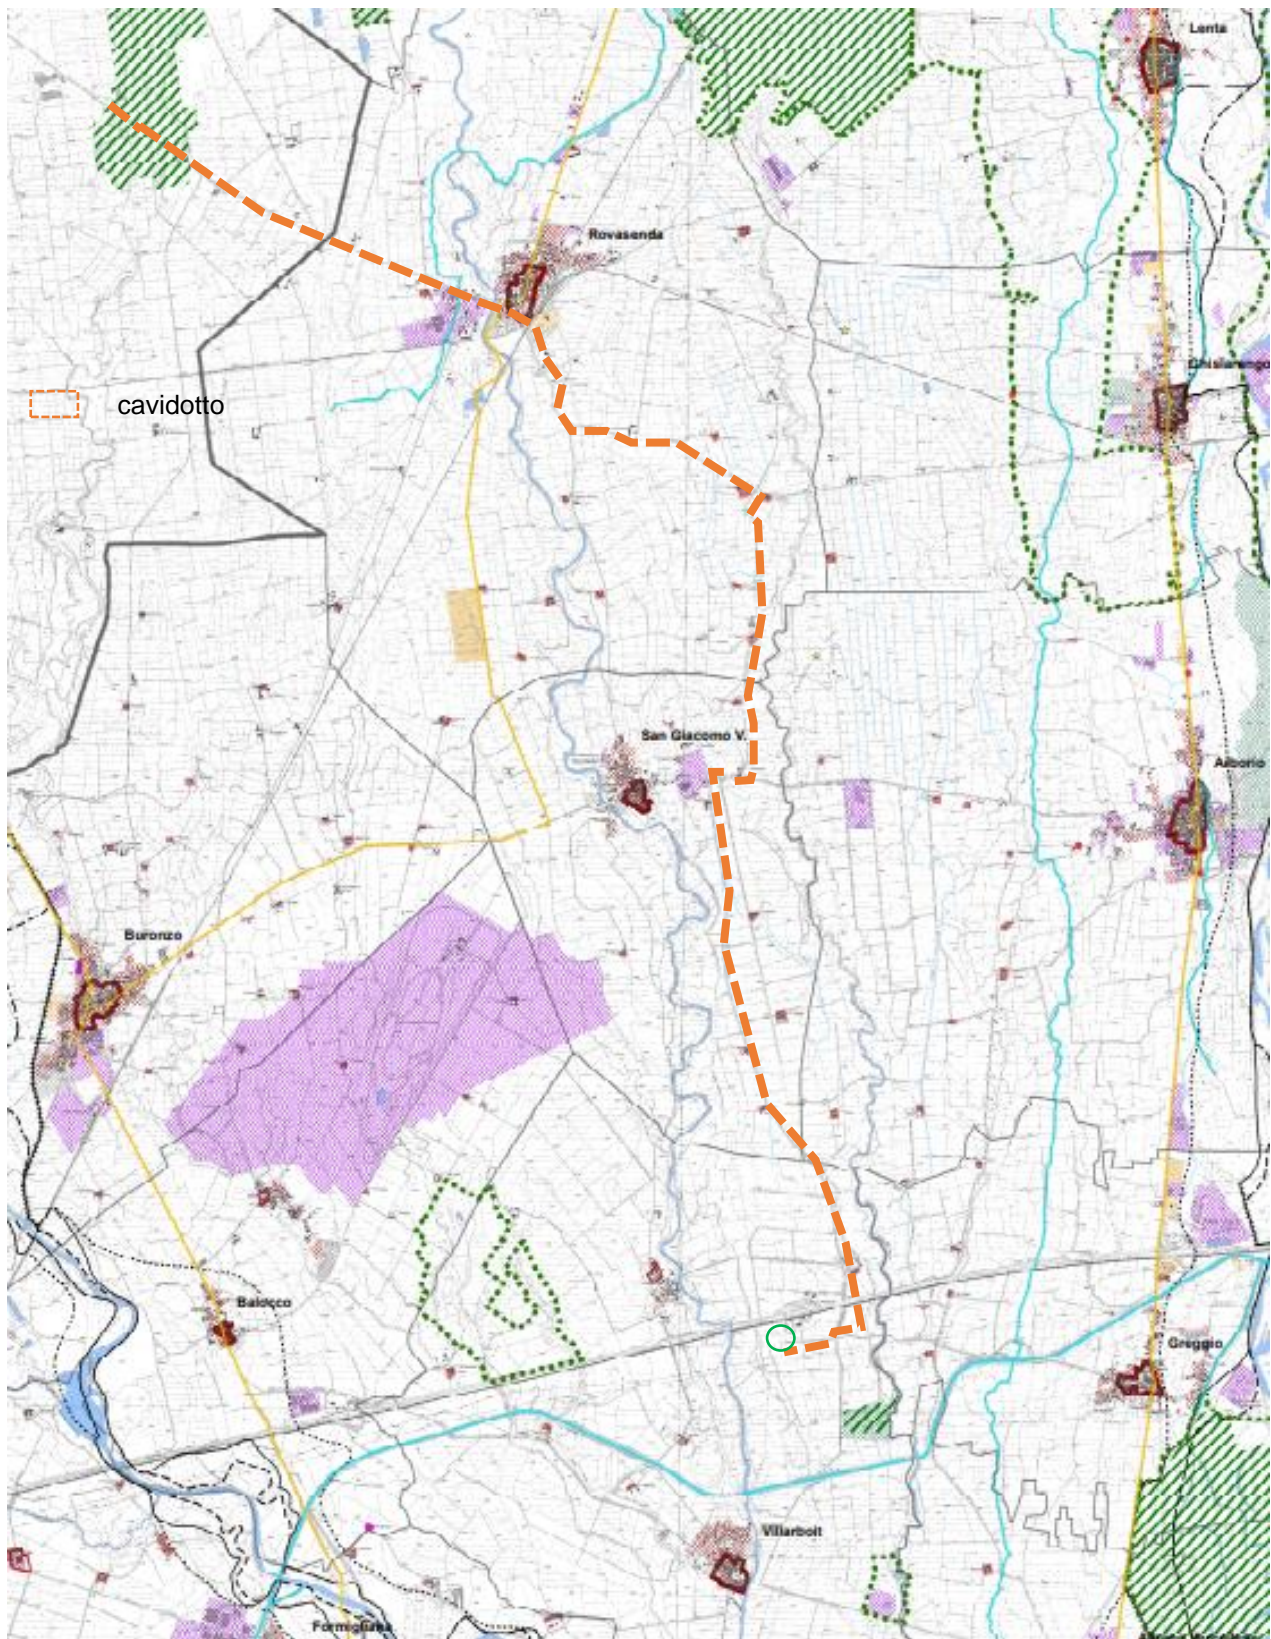 Lenta
Rovasenda
Ghislarengo
cavidotto
San Giacomo V.
Arborio
Buronzo
Balocco
Greggio
Villarboit
Formigliana